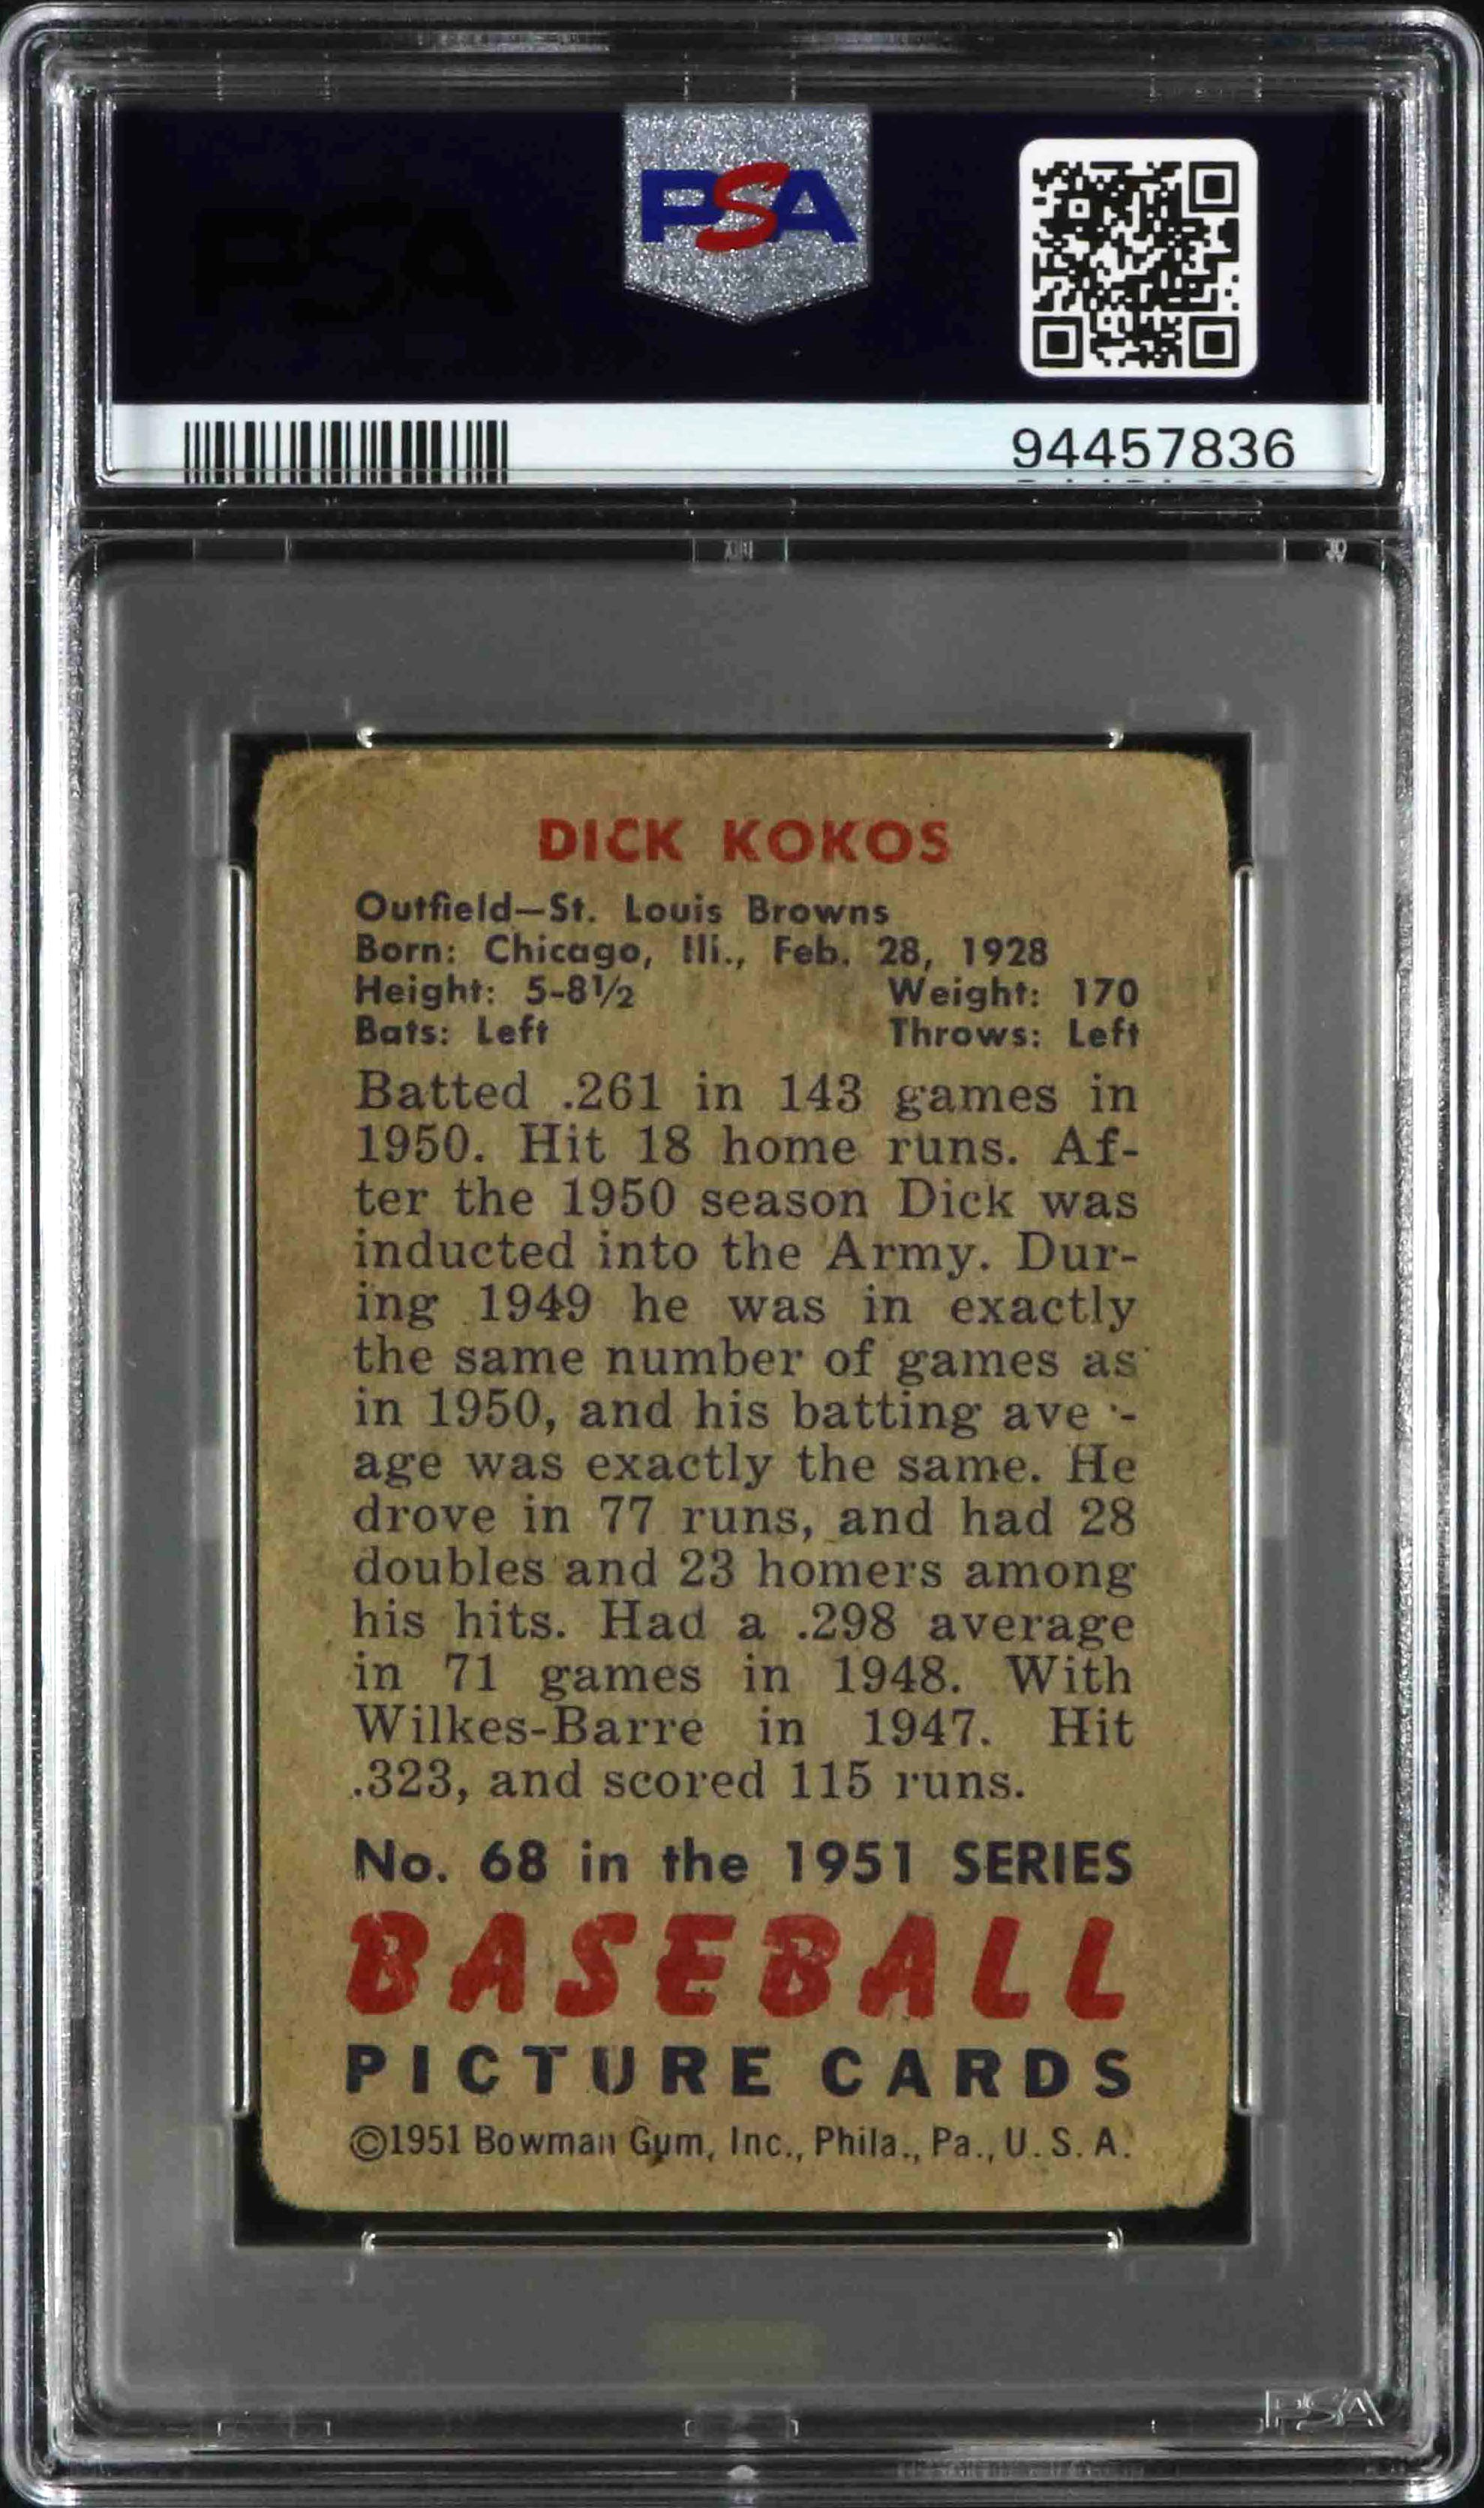 PSA
94457836
DICK KOKOS
Outfield—St. Louis Browns
Born: Chicago, Ill., Feb. 28, 1928
Height: 5-8½ Weight: 170
Bats: Left Throws: Left
Batted .261 in 143 games in
1950. Hit 18 home runs. Af-
ter the 1950 season Dick was
inducted into the Army. Dur-
ing 1949 he was in exactly
the same number of games as
in 1950, and his batting aver-
age was exactly the same. He
drove in 77 runs, and had 28
doubles and 23 homers among
his hits. Had a .298 average
in 71 games in 1948. With
Wilkes-Barre in 1947. Hit
.323, and scored 115 runs.
No. 68 in the 1951 SERIES
BASEBALL
PICTURE CARDS
©1951 Bowman Gum, Inc., Phila., Pa., U.S.A.
PSA